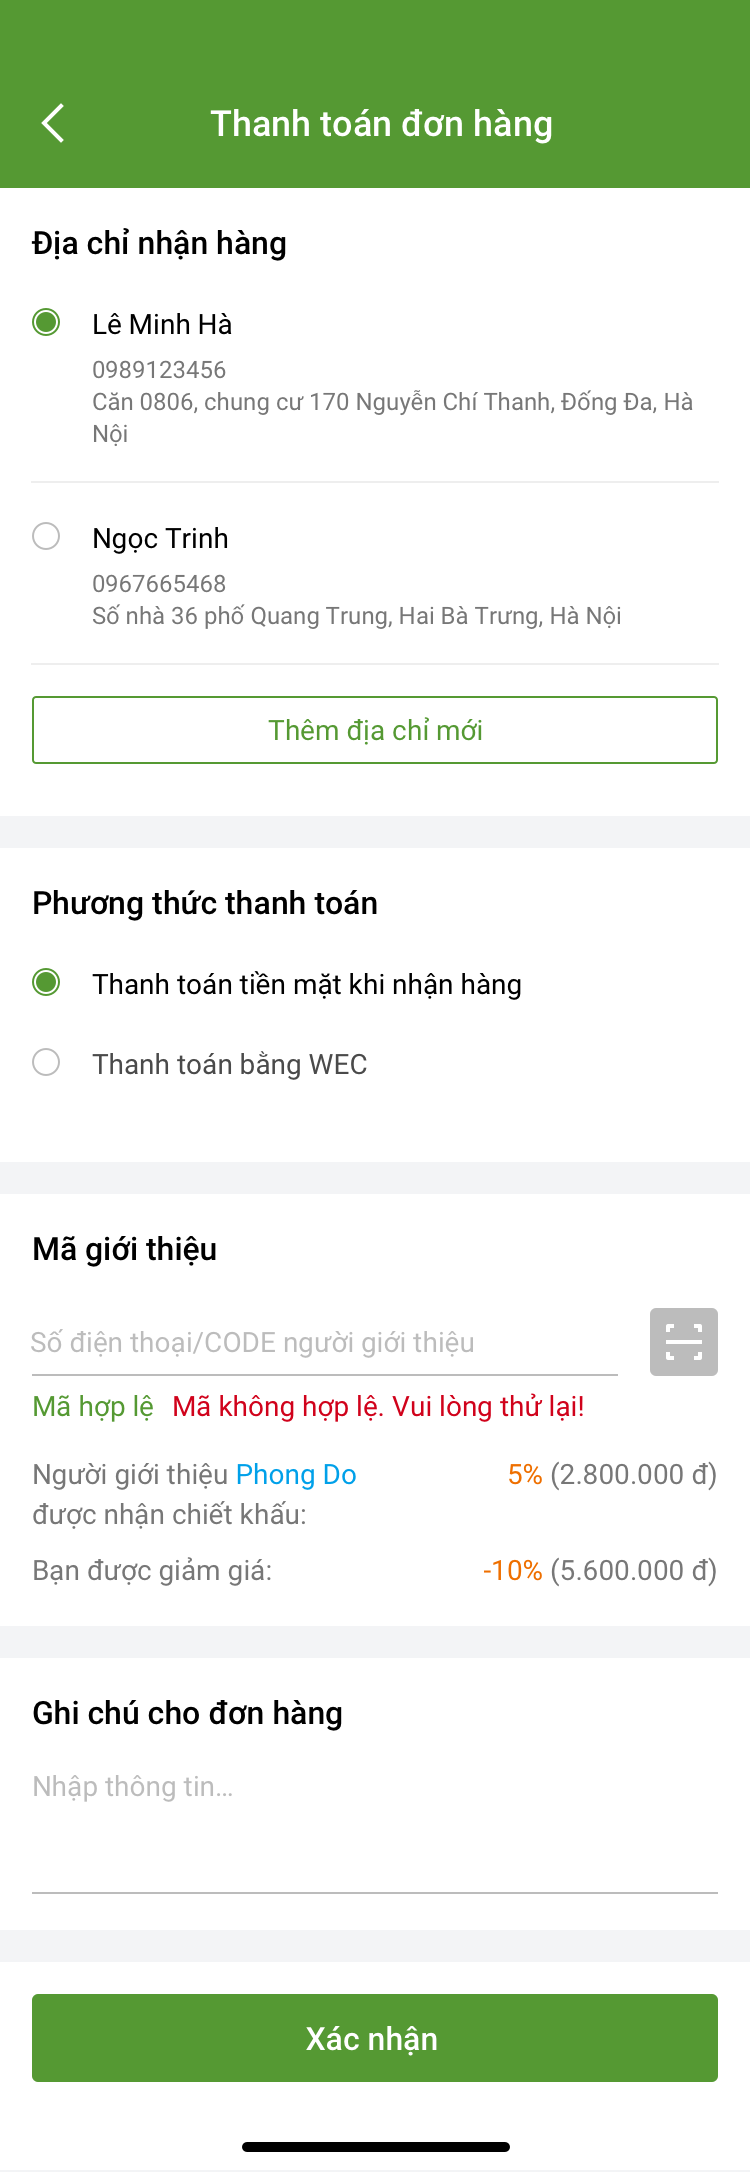 Thanh toán đơn hàng
Địa chỉ nhận hàng
Lê Minh Hà
0989123456
Căn 0806, chung cư 170 Nguyễn Chí Thanh, Đống Đa, Hà
Nội
Ngọc Trinh
0967665468
Số nhà 36 phố Quang Trung, Hai Bà Trưng, Hà Nội
Thêm địa chỉ mới
Phương thức thanh toán
Thanh toán tiền mặt khi nhận hàng
Thanh toán bằng WEC
Mã giới thiệu
Số điện thoại/CODE người giới thiệu
Mã hợp lệ Mã không hợp lệ. Vui lòng thử lại!
Người giới thiệu Phong Do 5% (2.800.000 đ)
được nhận chiết khấu:
Bạn được giảm giá: -10% (5.600.000 đ)
Ghi chú cho đơn hàng
Nhập thông tin...
Xác nhận